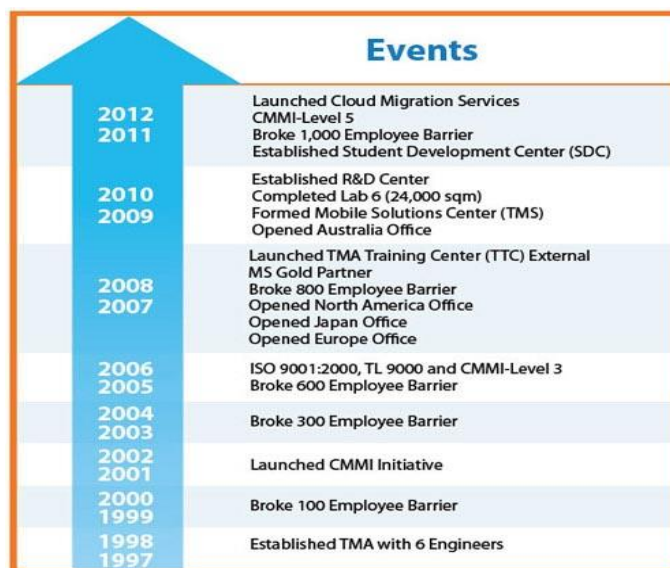 Events
2012
2011
Launched Cloud Migration Services
CMMI-Level 5
Broke 1,000 Employee Barrier
Established Student Development Center (SDC)
2010
2009
Established R&D Center
Completed Lab 6 (24,000 sqm)
Formed Mobile Solutions Center (TMS)
Opened Australia Office
2008
2007
Launched TMA Training Center (TTC) External
MS Gold Partner
Broke 800 Employee Barrier
Opened North America Office
Opened Japan Office
Opened Europe Office
2006
2005
ISO 9001:2000, TL 9000 and CMMI-Level 3
Broke 600 Employee Barrier
2004
2003
Broke 300 Employee Barrier
2002
2001
Launched CMMI Initiative
2000
1999
Broke 100 Employee Barrier
1998
1997
Established TMA with 6 Engineers